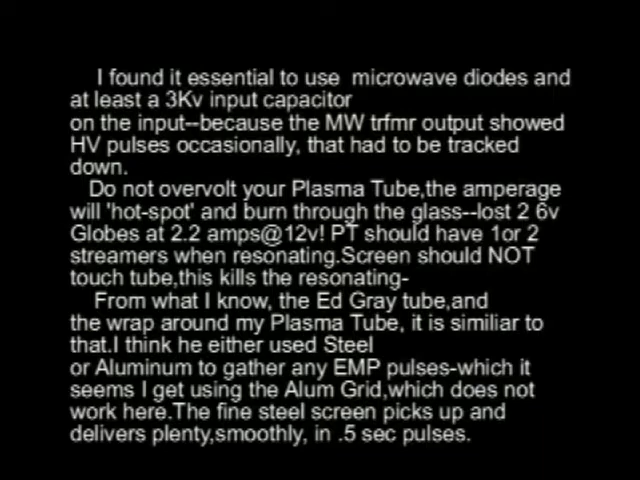 I found it essential to use microwave diodes and
at least a 3Kv input capacitor
on the input--because the MW trfmr output showed
HV pulses occasionally, that had to be tracked
down.
Do not overvolt your Plasma Tube,the amperage
will 'hot-spot' and burn through the glass--lost 2 6v
Globes at 2.2 amps@12v! PT should have 1or 2
streamers when resonating.Screen should NOT
touch tube,this kills the resonating-
From what I know, the Ed Gray tube,and
the wrap around my Plasma Tube, it is similiar to
that.I think he either used Steel
or Aluminum to gather any EMP pulses-which it
seems I get using the Alum Grid,which does not
work here.The fine steel screen picks up and
delivers plenty,smoothly, in .5 sec pulses.